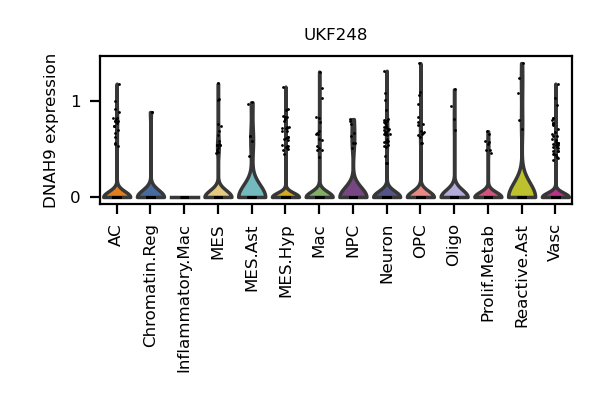 UKF248
DNAH9 expression
1
0
AC
Chromatin.Reg
Inflammatory.Mac
MES
MES.Ast
MES.Hyp
Mac
NPC
Neuron
OPC
Oligo
Prolif.Metab
Reactive.Ast
Vasc